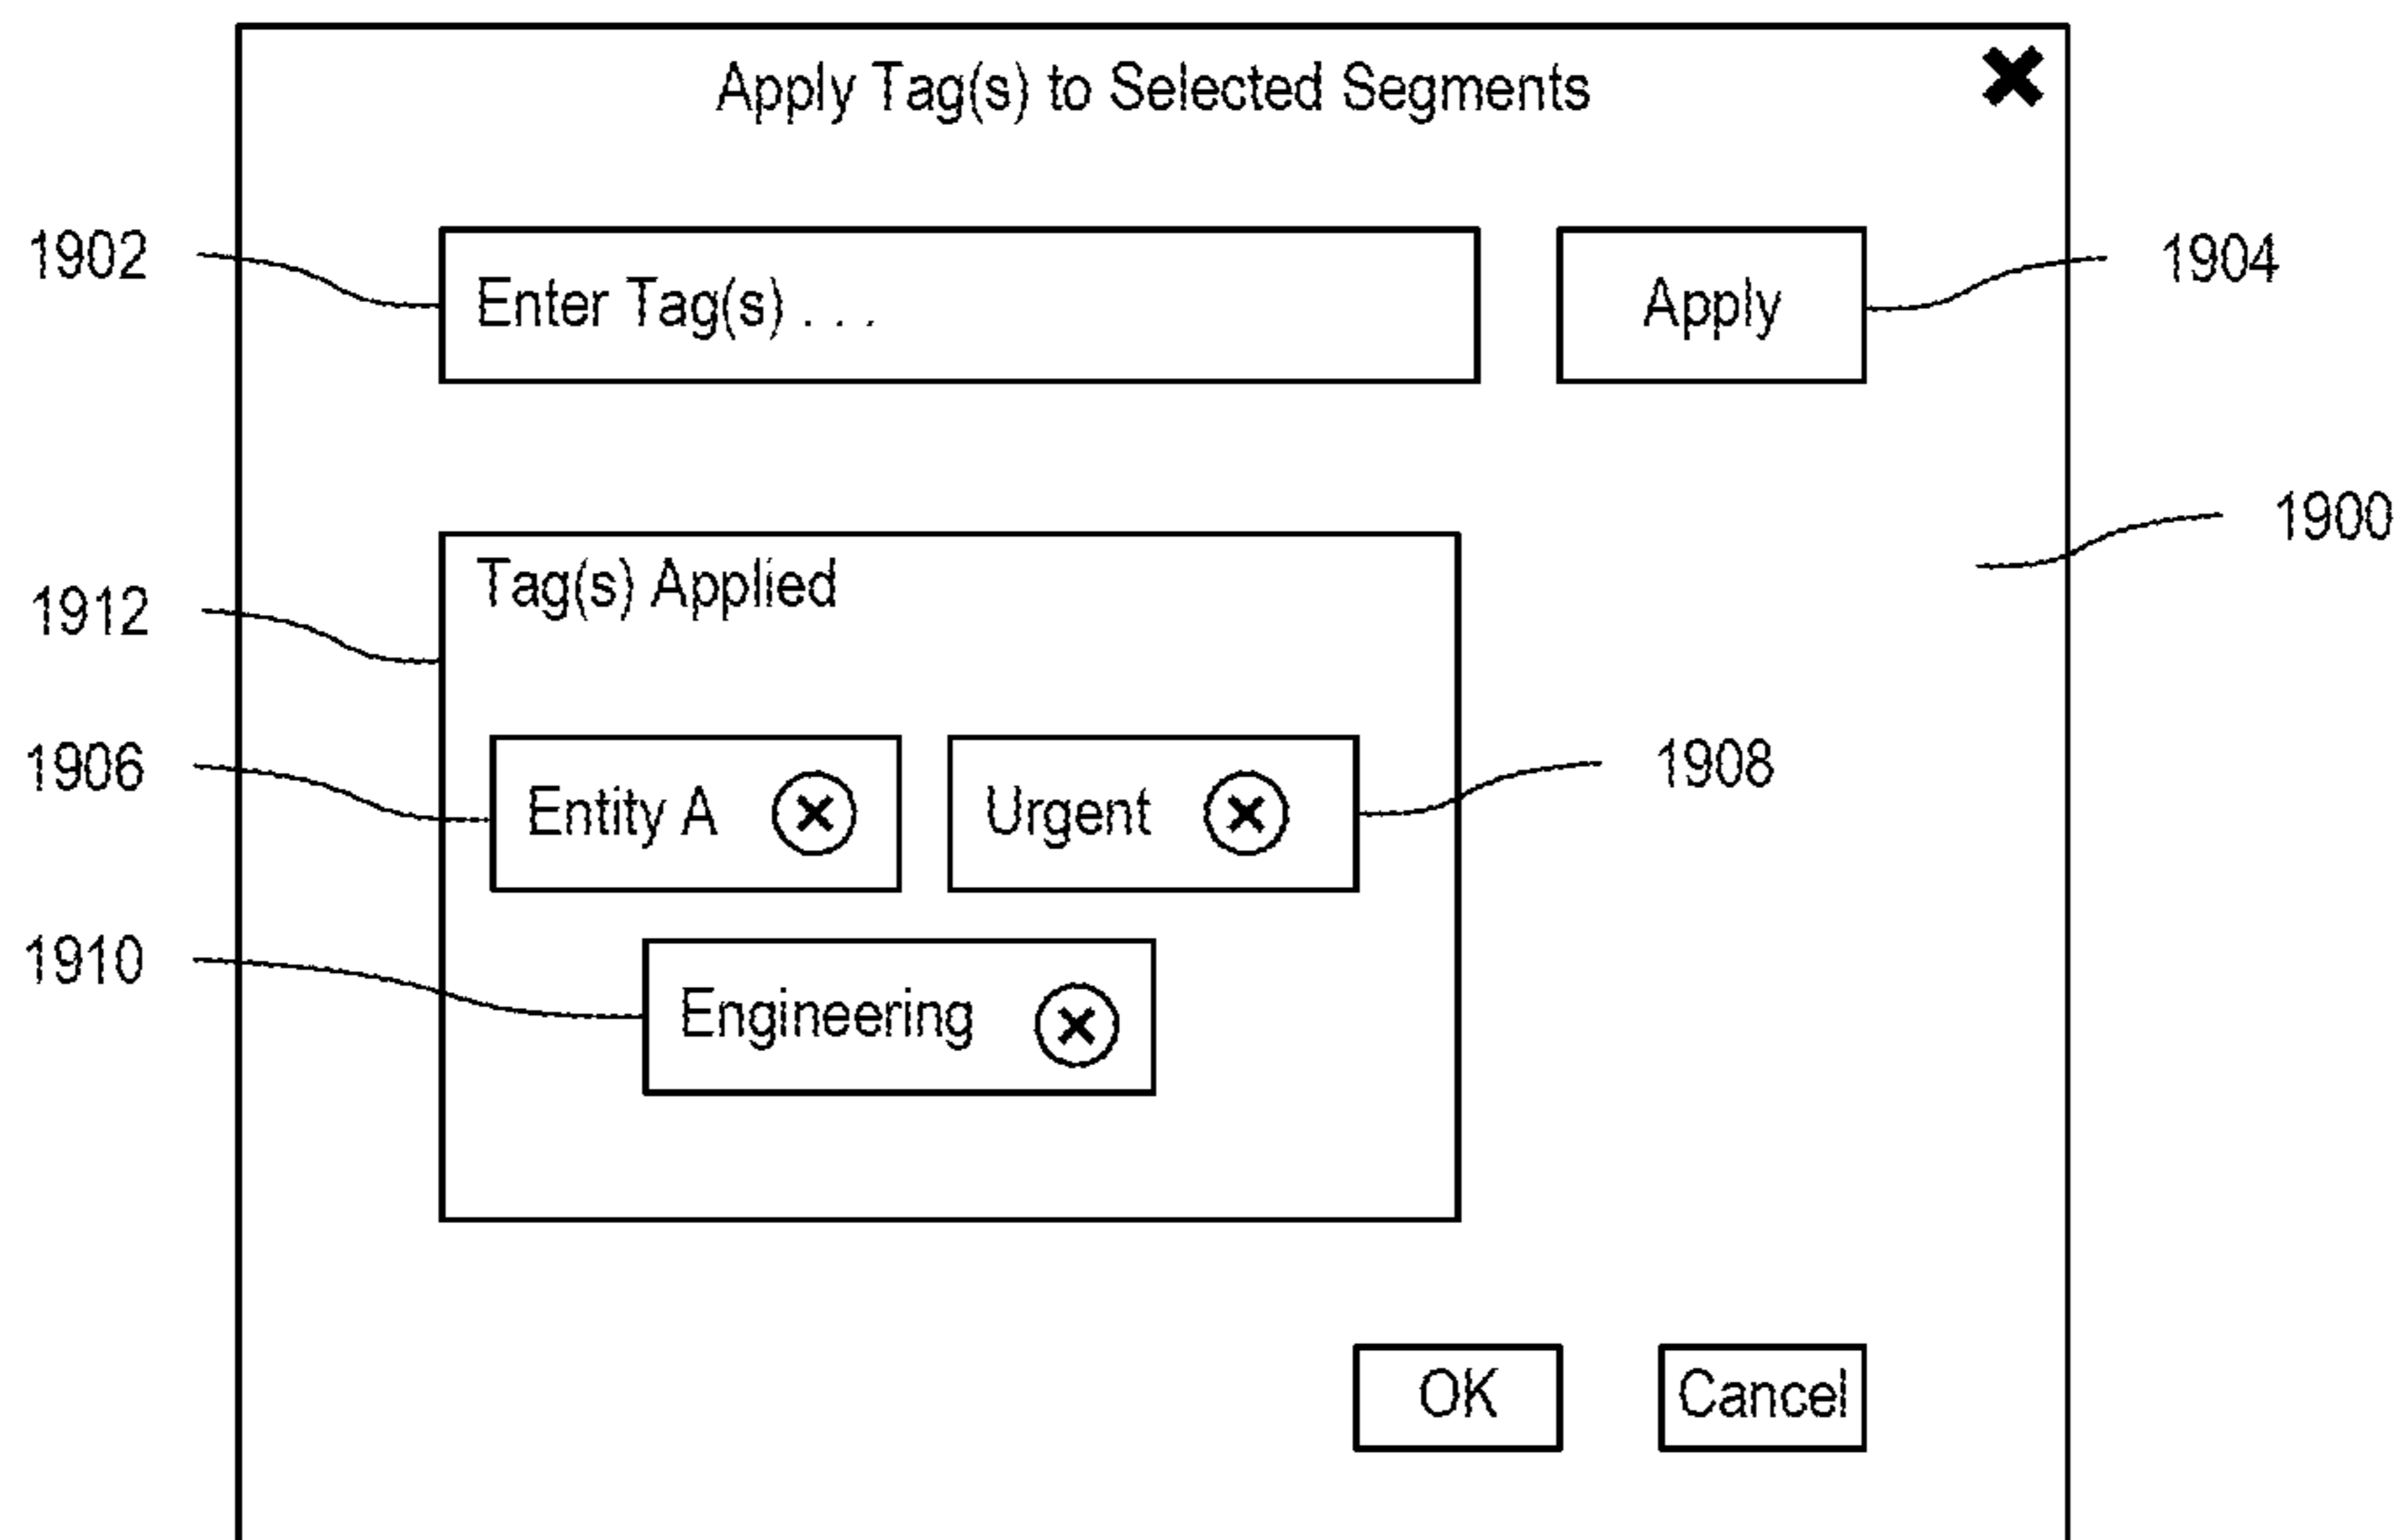 Apply Tag(s) to Selected Segments
1902
Enter Tag(s) . . .
Apply
1904
1900
1912
Tag(s) Applied
1906
Entity A
Urgent
1908
1910
Engineering
OK
Cancel